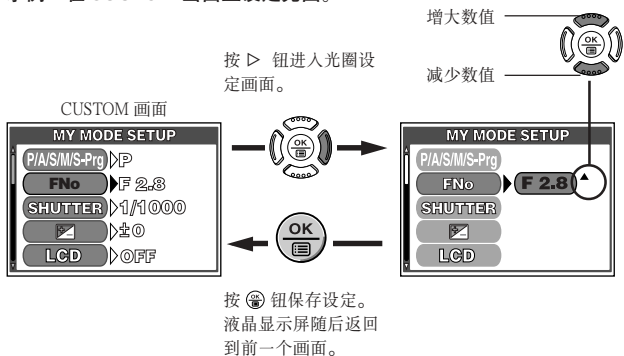 增大数值
减少数值
按 ▷ 钮进入光圈设
定画面。
CUSTOM 画面
MY MODE SETUP
P/A/S/M/S-Prg P
FNo F 2.8
SHUTTER 1/1000
±0
LCD OFF
OK
OK
MY MODE SETUP
P/A/S/M/S-Prg
FNo F 2.8
SHUTTER
LCD
OK
按 钮保存设定。
液晶显示屏随后返回
到前一个画面。